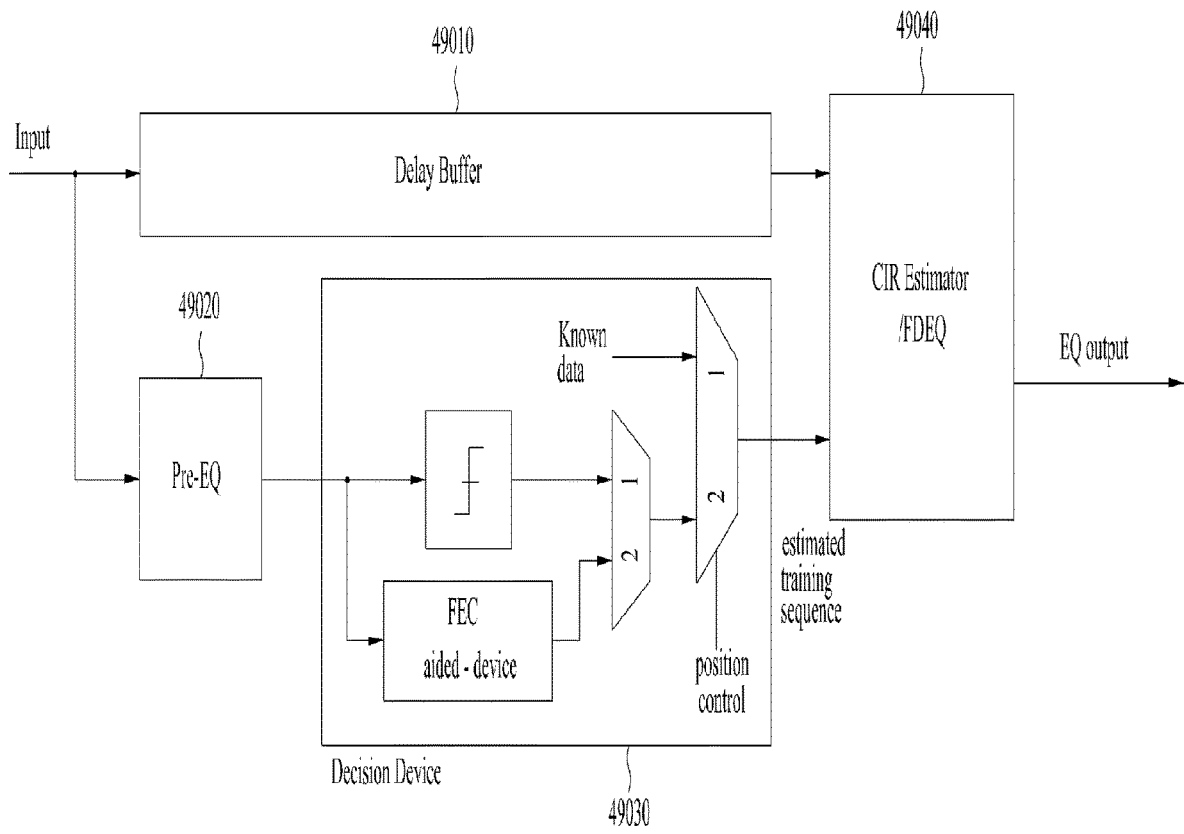 49010
49040
Input
Delay Buffer
CIR Estimator
/FDEQ
49020
Known
data
1
EQ output
Pre-EQ
1
2
2
estimated
training
sequence
FEC
aided - device
position
control
Decision Device
49030